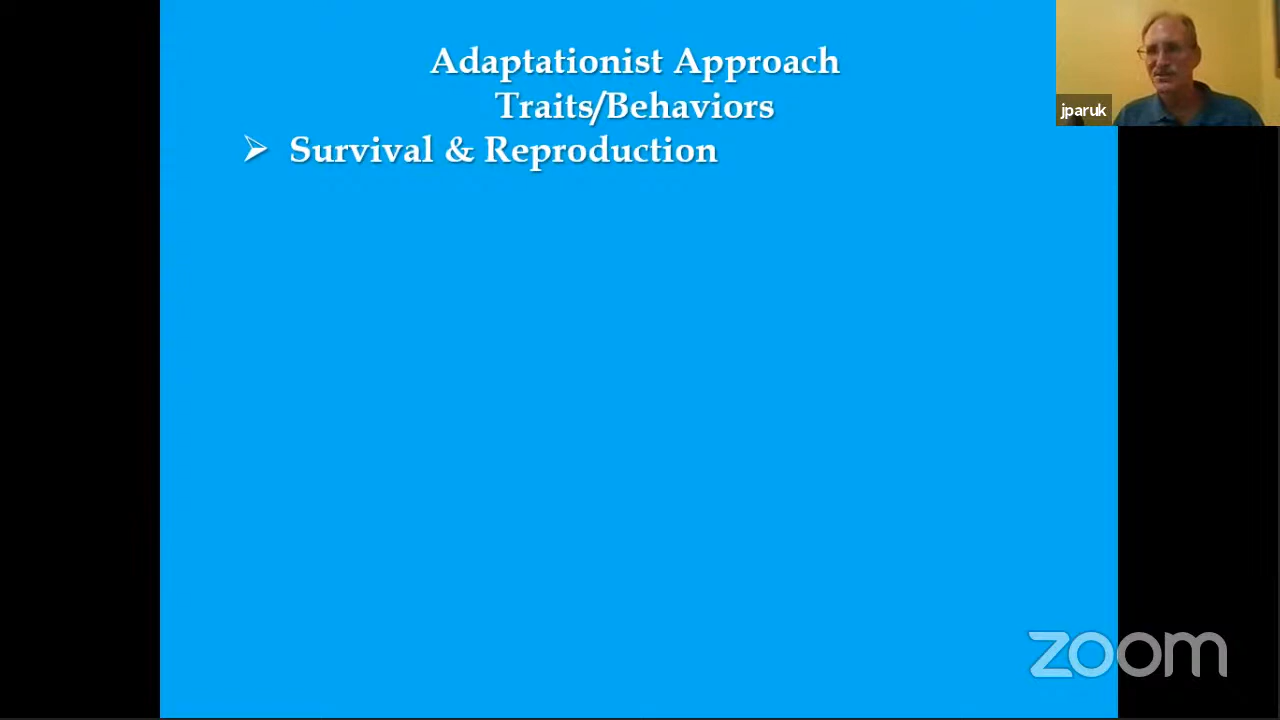 Adaptationist Approach
Traits/Behaviors
➢ Survival & Reproduction
jparuk
zoom